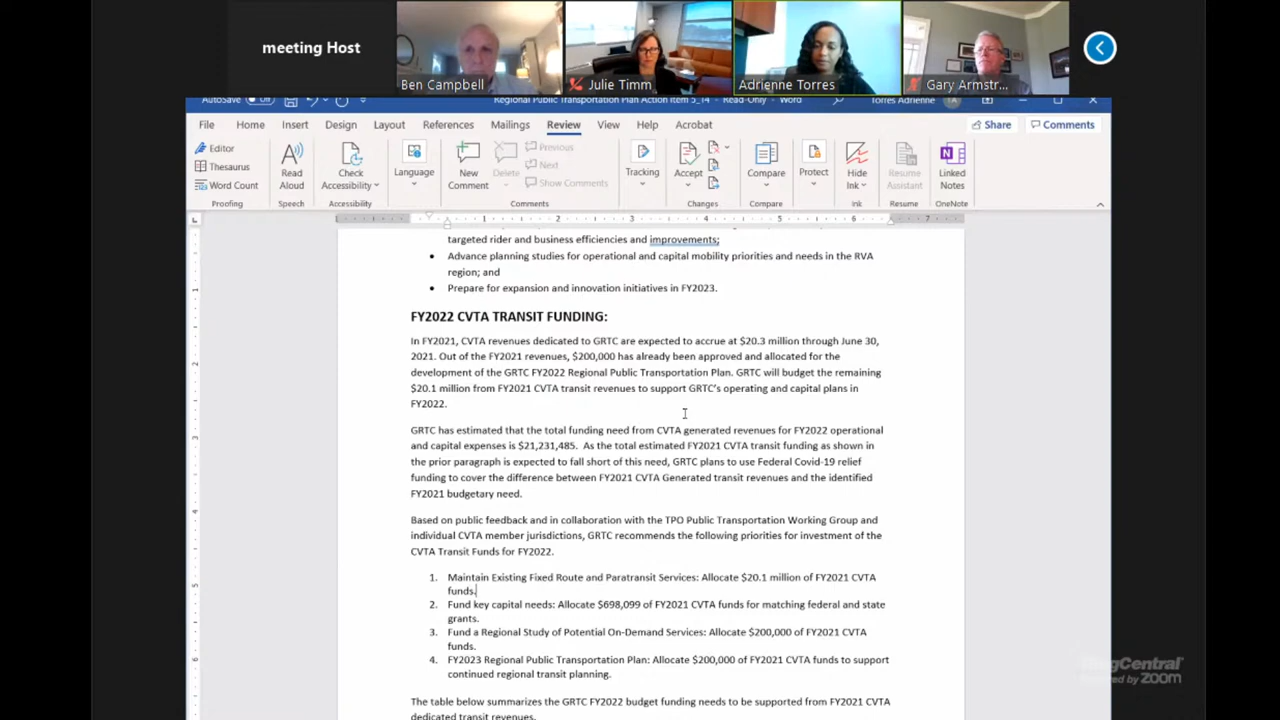 meeting Host
Ben Campbell
Julie Timm
Adrienne Torres
Gary Armstr...
AutoSave Off
Regional Public Transportation Plan Action Item 5_14 - Read-Only - Word
Torres Adrienne TA
File Home Insert Design Layout References Mailings Review View Help Acrobat Share Comments
Editor
Thesaurus
Word Count
Proofing
Read Aloud
Speech
Check Accessibility
Accessibility
Language
New Comment
Delete
Previous
Next
Show Comments
Comments
Tracking
Accept
Changes
Compare
Compare
Protect
Hide Ink
Ink
Resume Assistant
Resume
Linked Notes
OneNote
1 2 3 4 5 6 7
targeted rider and business efficiencies and improvements;
• Advance planning studies for operational and capital mobility priorities and needs in the RVA
region; and
• Prepare for expansion and innovation initiatives in FY2023.
FY2022 CVTA TRANSIT FUNDING:
In FY2021, CVTA revenues dedicated to GRTC are expected to accrue at $20.3 million through June 30,
2021. Out of the FY2021 revenues, $200,000 has already been approved and allocated for the
development of the GRTC FY2022 Regional Public Transportation Plan. GRTC will budget the remaining
$20.1 million from FY2021 CVTA transit revenues to support GRTC's operating and capital plans in
FY2022.
GRTC has estimated that the total funding need from CVTA generated revenues for FY2022 operational
and capital expenses is $21,231,485. As the total estimated FY2021 CVTA transit funding as shown in
the prior paragraph is expected to fall short of this need, GRTC plans to use Federal Covid-19 relief
funding to cover the difference between FY2021 CVTA Generated transit revenues and the identified
FY2021 budgetary need.
Based on public feedback and in collaboration with the TPO Public Transportation Working Group and
individual CVTA member jurisdictions, GRTC recommends the following priorities for investment of the
CVTA Transit Funds for FY2022.
1. Maintain Existing Fixed Route and Paratransit Services: Allocate $20.1 million of FY2021 CVTA
funds.
2. Fund key capital needs: Allocate $698,099 of FY2021 CVTA funds for matching federal and state
grants.
3. Fund a Regional Study of Potential On-Demand Services: Allocate $200,000 of FY2021 CVTA
funds.
4. FY2023 Regional Public Transportation Plan: Allocate $200,000 of FY2021 CVTA funds to support
continued regional transit planning.
The table below summarizes the GRTC FY2022 budget funding needs to be supported from FY2021 CVTA
dedicated transit revenues.
RingCentral
powered by zoom